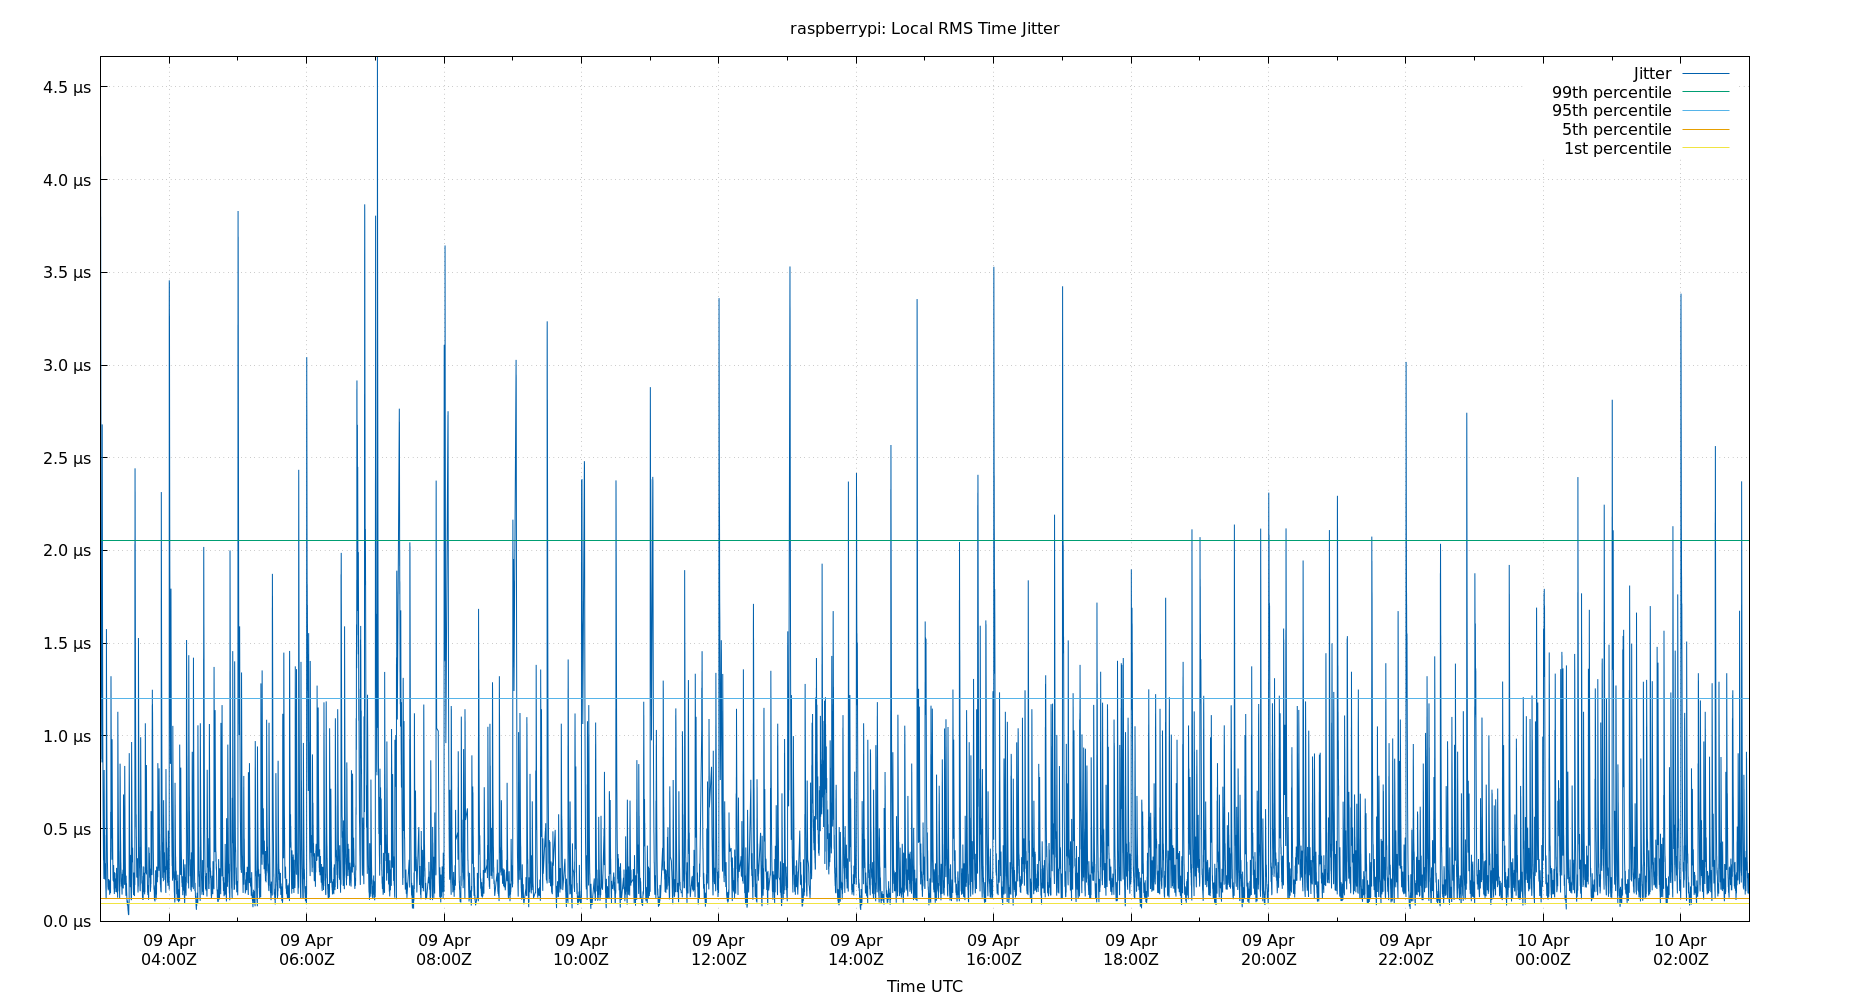 raspberrypi: Local RMS Time Jitter
Jitter
99th percentile
95th percentile
5th percentile
1st percentile
4.5 µs
4.0 µs
3.5 µs
3.0 µs
2.5 µs
2.0 µs
1.5 µs
1.0 µs
0.5 µs
0.0 µs
09 Apr 09 Apr 09 Apr 09 Apr 09 Apr 09 Apr 09 Apr 09 Apr 09 Apr 09 Apr 10 Apr 10 Apr
04:00Z 06:00Z 08:00Z 10:00Z 12:00Z 14:00Z 16:00Z 18:00Z 20:00Z 22:00Z 00:00Z 02:00Z
Time UTC